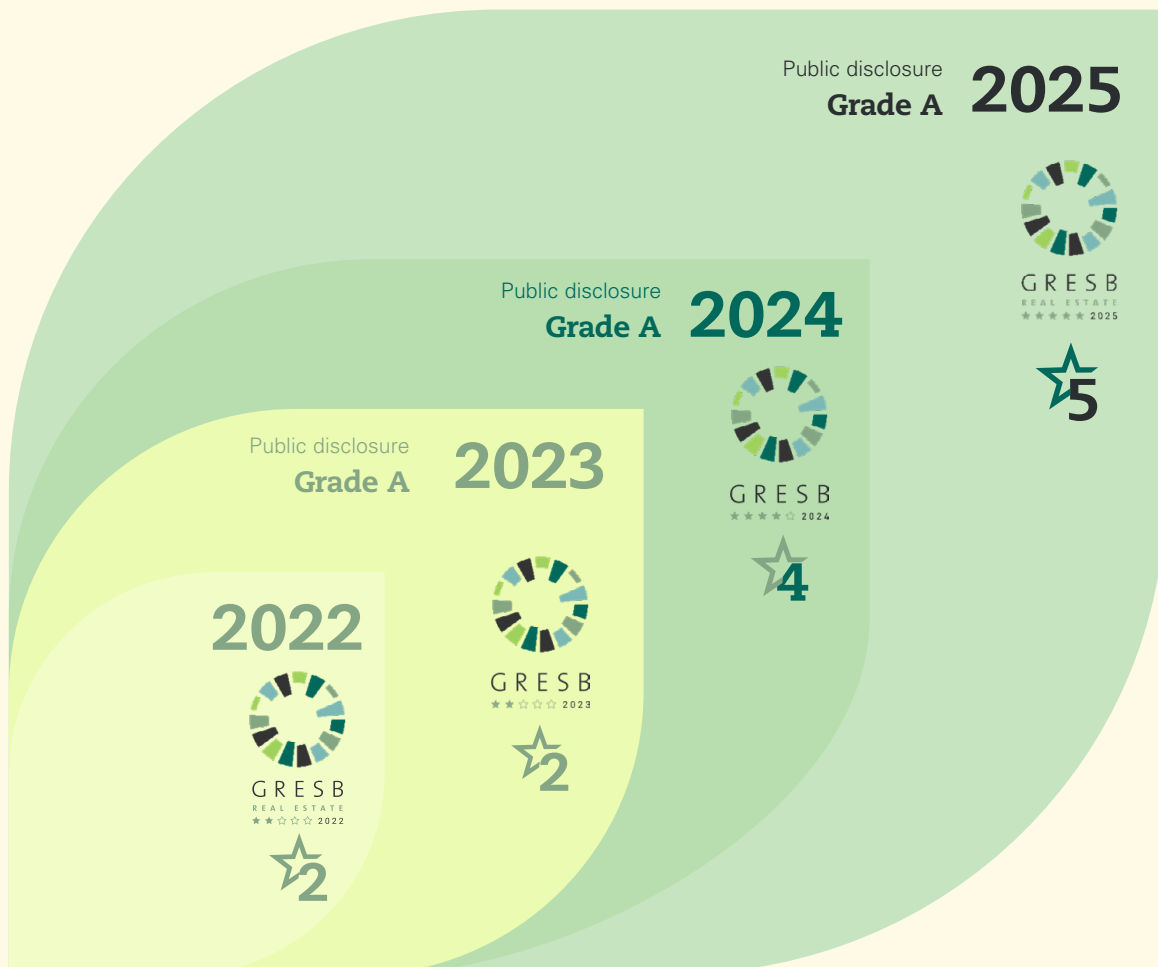 Public disclosure
Grade A
2025
GRESB
REAL ESTATE
★★★★★ 2025
5
Public disclosure
Grade A
2024
GRESB
★★★★☆ 2024
4
Public disclosure
Grade A
2023
GRESB
★★☆☆☆ 2023
2
2022
GRESB
REAL ESTATE
★★☆☆☆ 2022
2